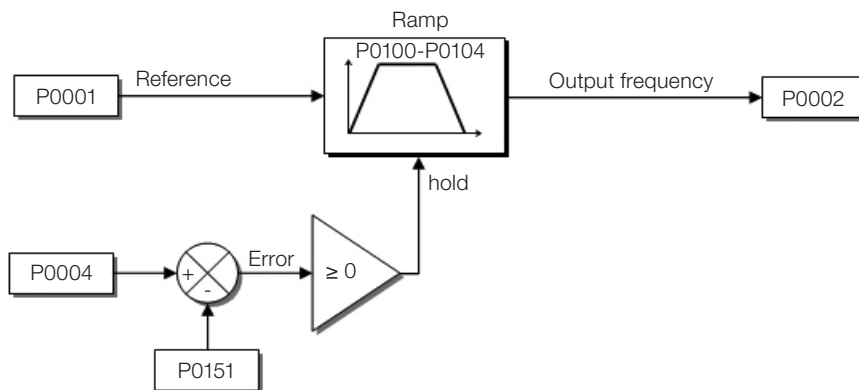 Ramp
P0100-P0104
P0001
Reference
Output frequency
P0002
hold
P0004
+
-
Error
≥ 0
P0151